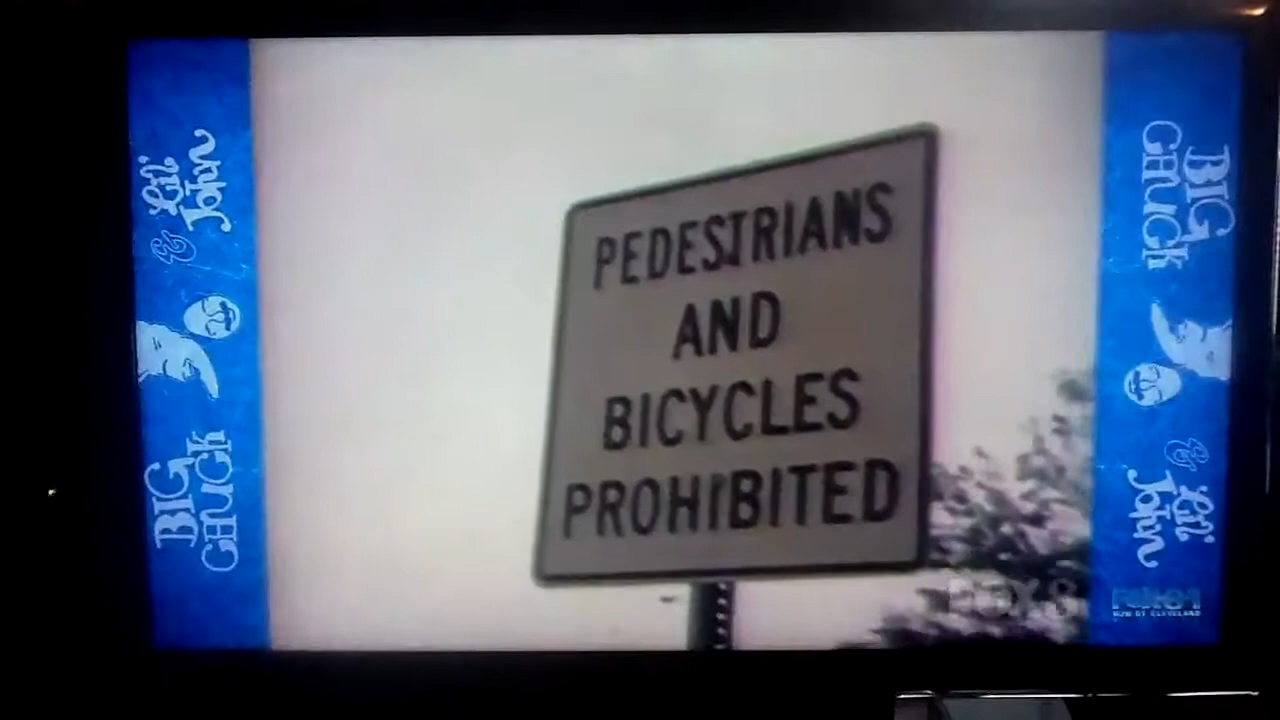 BIG
CHUCK
& Lil'
John
PEDESTRIANS
AND
BICYCLES
PROHIBITED
BIG
CHUCK
& Lil'
John
FOX 8